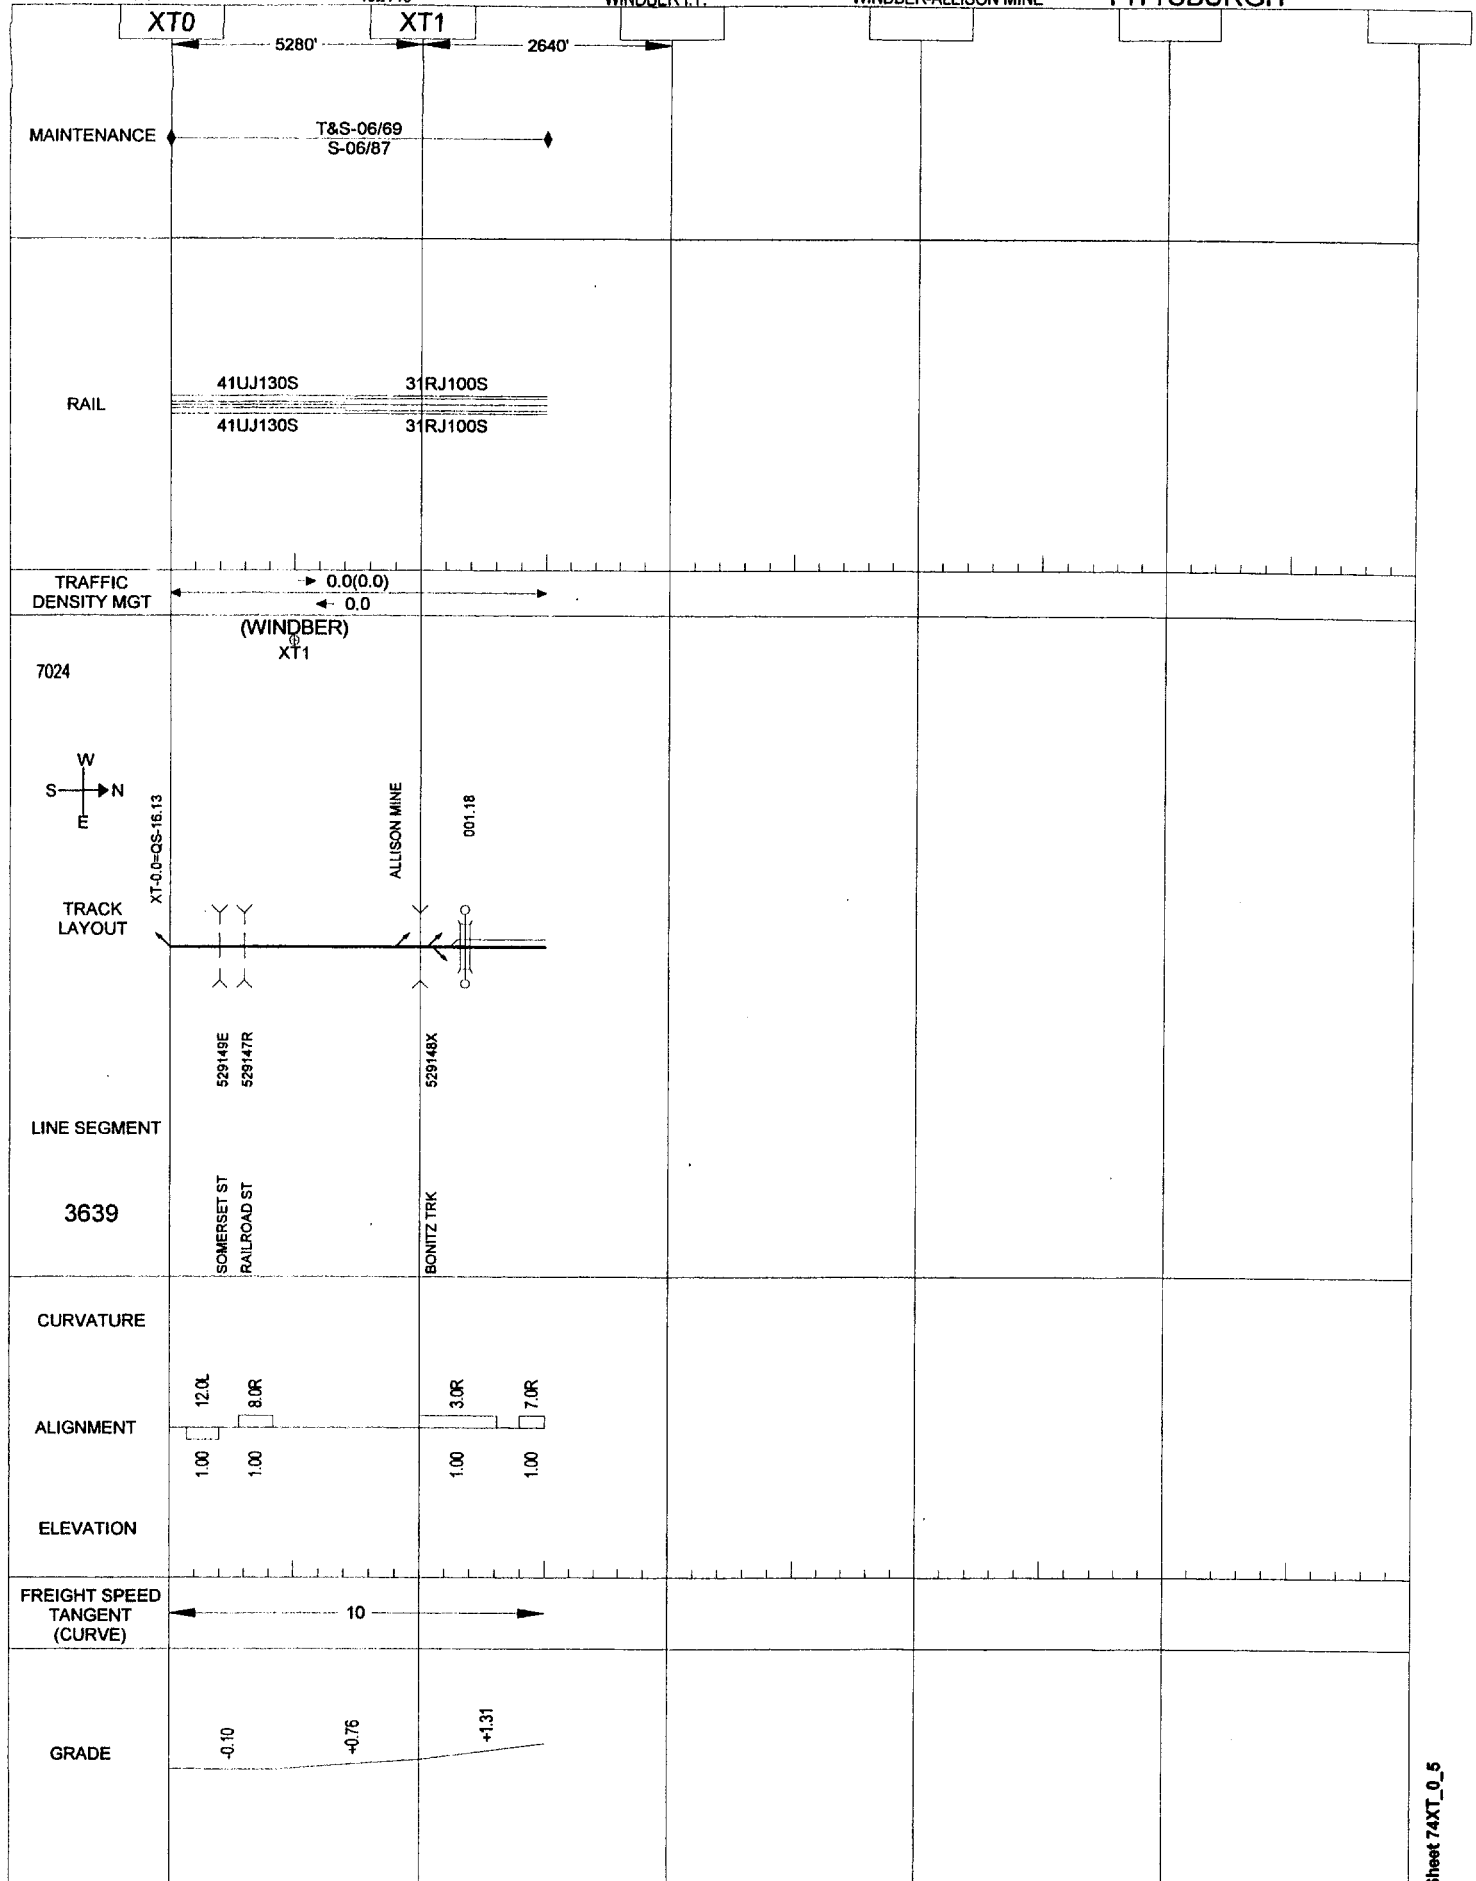 WINDBER-ALLISON MINE
PITTSBURGH
XT0
XT1
5280'
2640'
MAINTENANCE
T&S-06/69
S-06/87
RAIL
41UJ130S
31RJ100S
41UJ130S
31RJ100S
TRAFFIC
DENSITY MGT
0.0(0.0)
0.0
(WINDBER)
XT1
7024
W
S N
E
XT-0.0=QS-16.13
ALLISON MINE
001.18
TRACK
LAYOUT
529149E
529147R
529148X
LINE SEGMENT
3639
SOMERSET ST
RAILROAD ST
BONITZ TRK
CURVATURE
12.0L
8.0R
3.0R
7.0R
ALIGNMENT
1.00
1.00
1.00
1.00
ELEVATION
FREIGHT SPEED
TANGENT
(CURVE)
10
GRADE
-0.10
+0.76
+1.31
Sheet 74XT_0_5